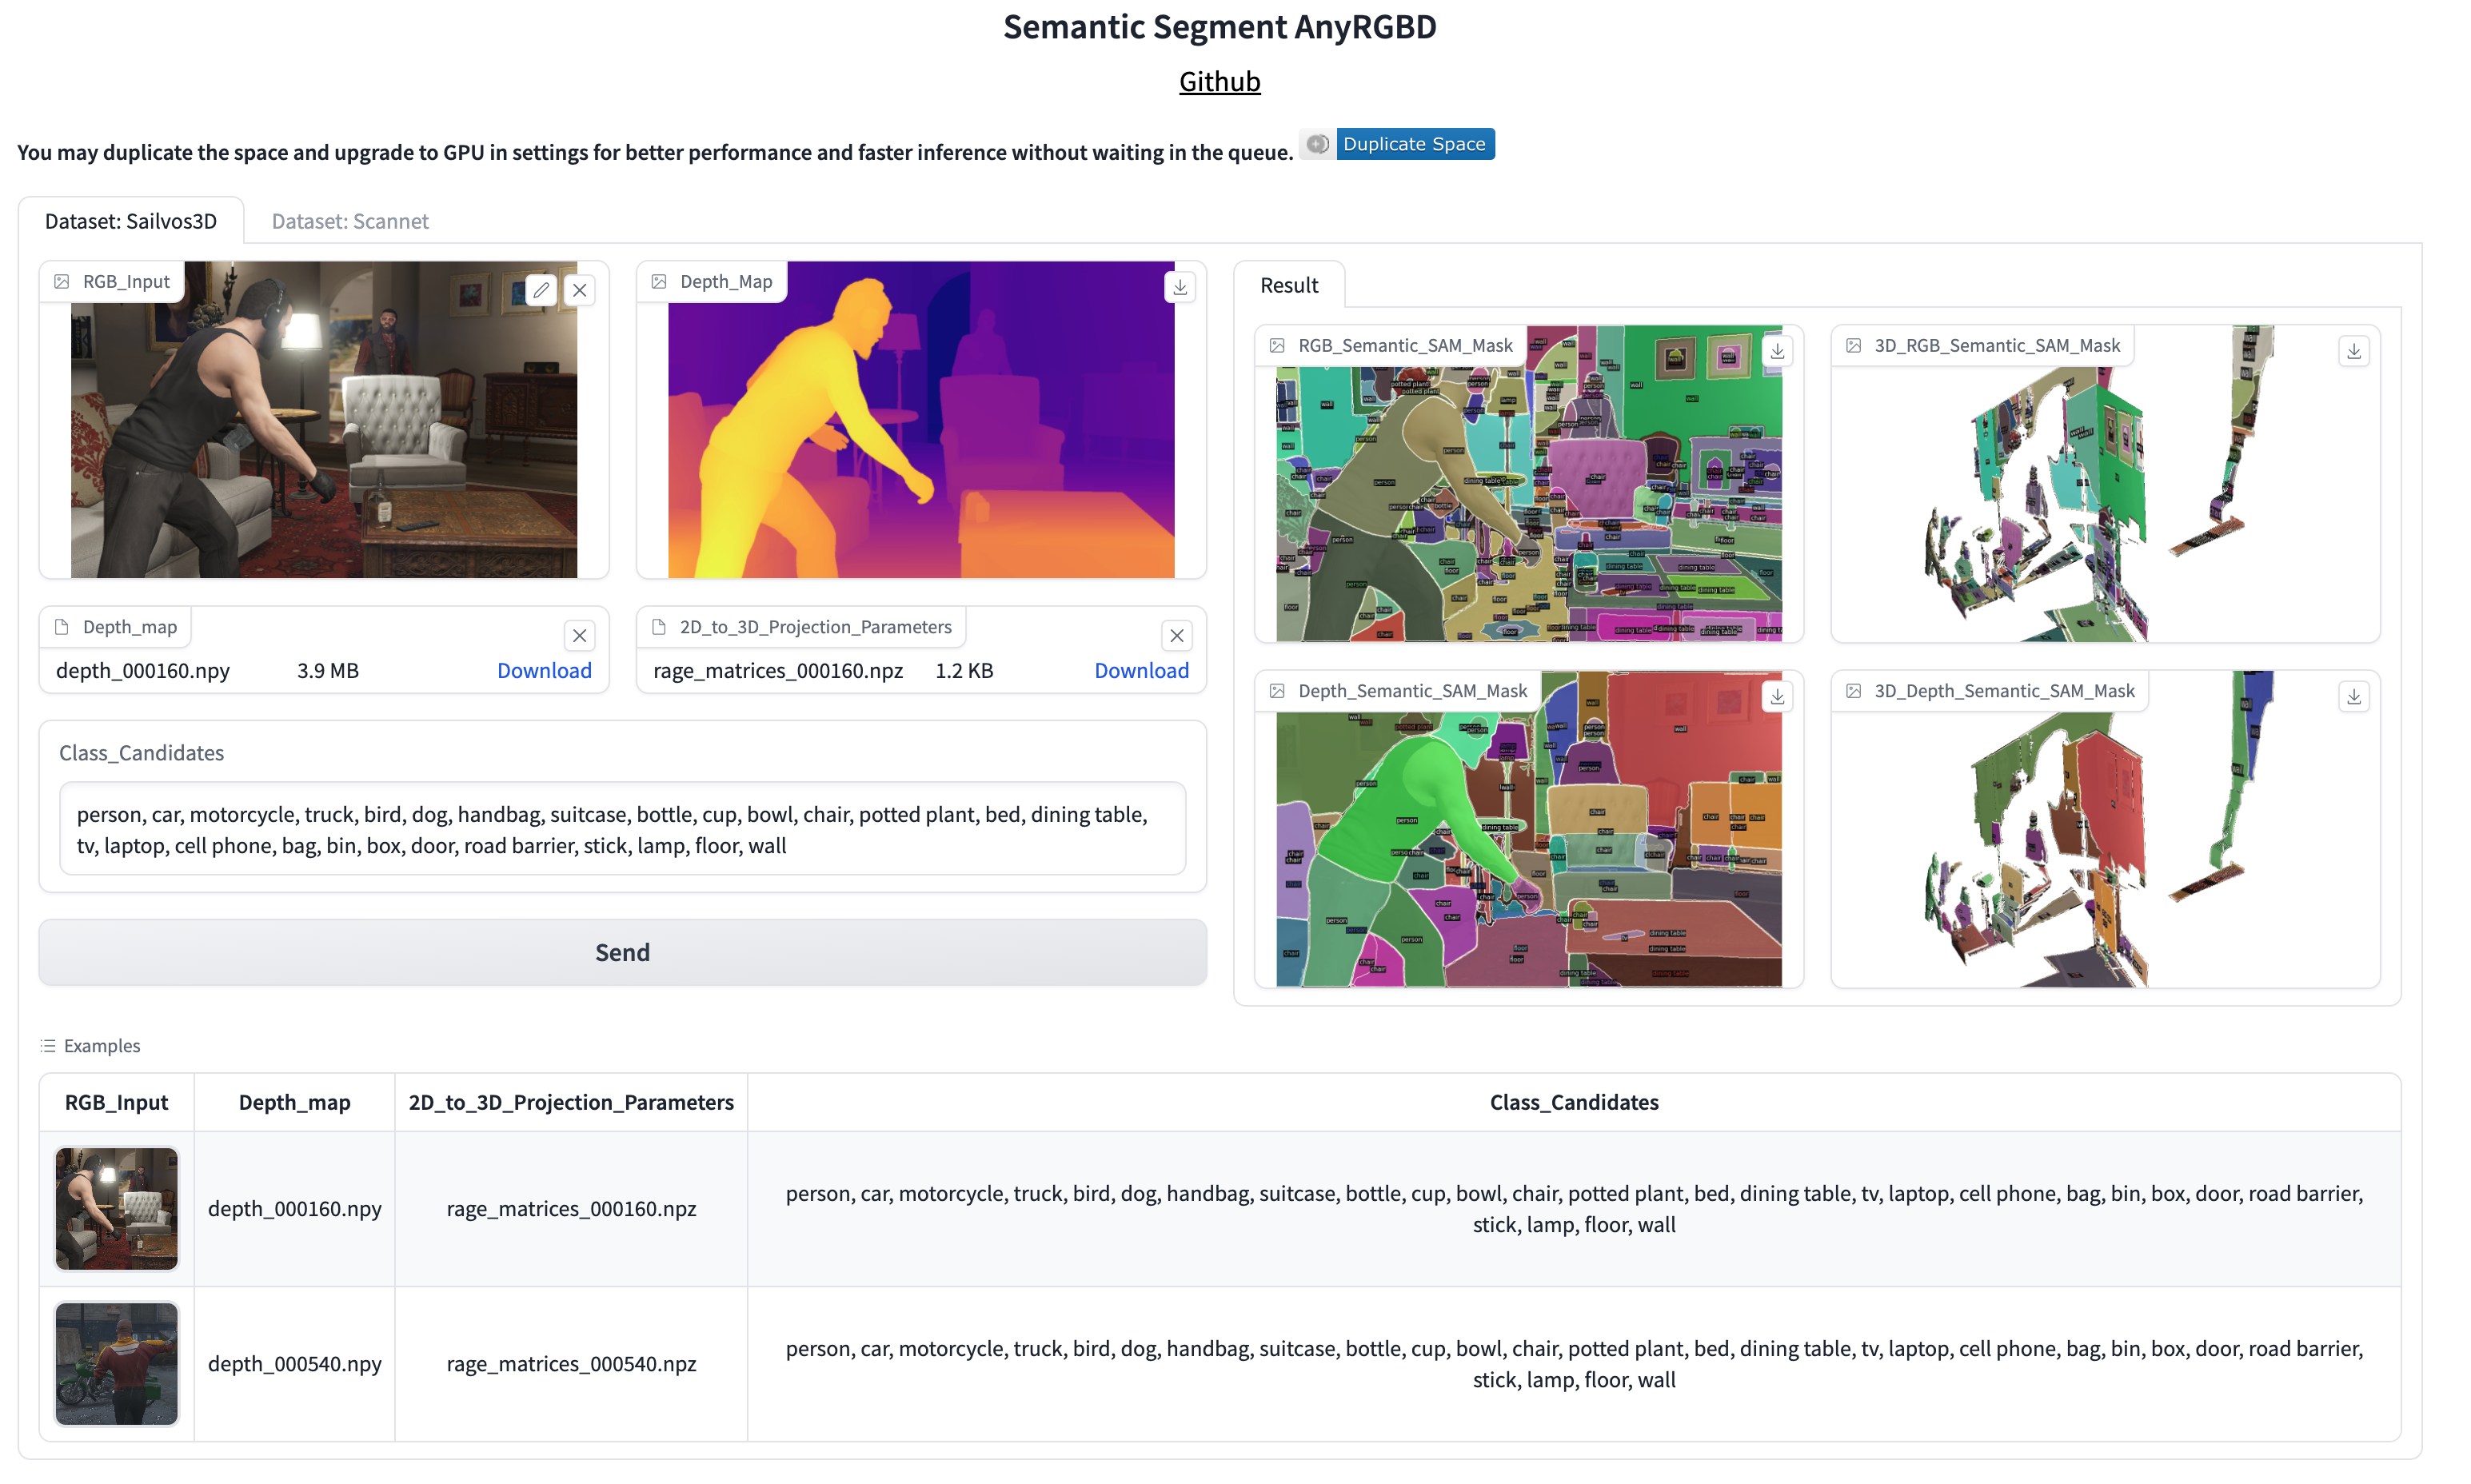 Semantic Segment AnyRGBD
Github
You may duplicate the space and upgrade to GPU in settings for better performance and faster inference without waiting in the queue. Duplicate Space
Dataset: Sailvos3D
Dataset: Scannet
RGB_Input
Depth_Map
Depth_map
depth_000160.npy 3.9 MB Download
2D_to_3D_Projection_Parameters
rage_matrices_000160.npz 1.2 KB Download
Class_Candidates
person, car, motorcycle, truck, bird, dog, handbag, suitcase, bottle, cup, bowl, chair, potted plant, bed, dining table,
tv, laptop, cell phone, bag, bin, box, door, road barrier, stick, lamp, floor, wall
Send
Result
RGB_Semantic_SAM_Mask
3D_RGB_Semantic_SAM_Mask
Depth_Semantic_SAM_Mask
3D_Depth_Semantic_SAM_Mask
Examples
RGB_Input Depth_map 2D_to_3D_Projection_Parameters Class_Candidates
depth_000160.npy rage_matrices_000160.npz person, car, motorcycle, truck, bird, dog, handbag, suitcase, bottle, cup, bowl, chair, potted plant, bed, dining table, tv, laptop, cell phone, bag, bin, box, door, road barrier,
stick, lamp, floor, wall
depth_000540.npy rage_matrices_000540.npz person, car, motorcycle, truck, bird, dog, handbag, suitcase, bottle, cup, bowl, chair, potted plant, bed, dining table, tv, laptop, cell phone, bag, bin, box, door, road barrier,
stick, lamp, floor, wall